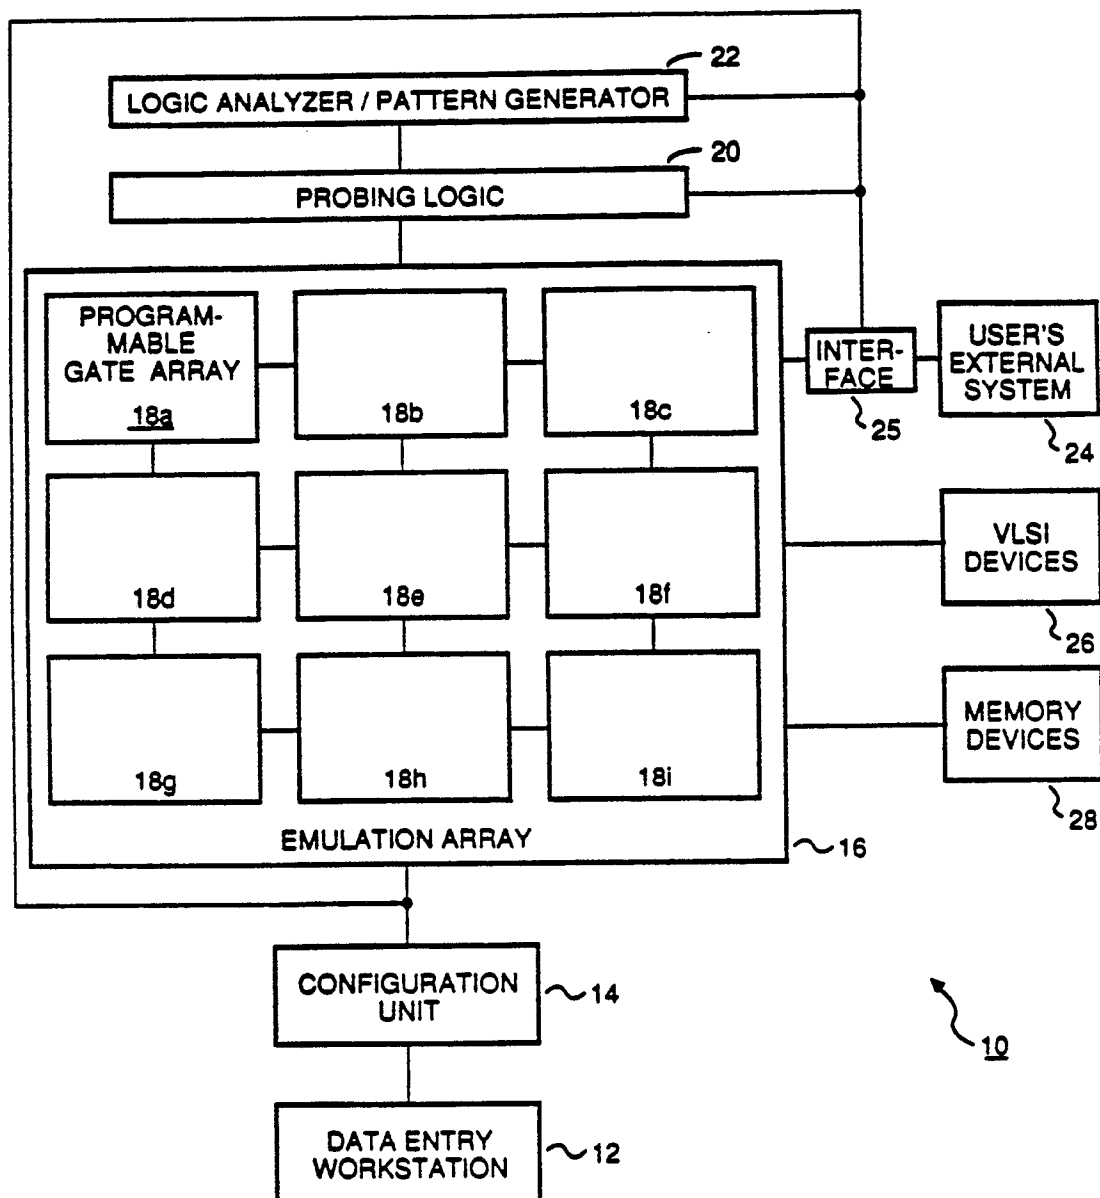 22
LOGIC ANALYZER / PATTERN GENERATOR
20
PROBING LOGIC
PROGRAM-
MABLE
GATE ARRAY
18a
18b
18c
INTER-
FACE
25
USER'S
EXTERNAL
SYSTEM
24
18d
18e
18f
VLSI
DEVICES
26
18g
18h
18i
MEMORY
DEVICES
28
EMULATION ARRAY
16
CONFIGURATION
UNIT
14
10
DATA ENTRY
WORKSTATION
12